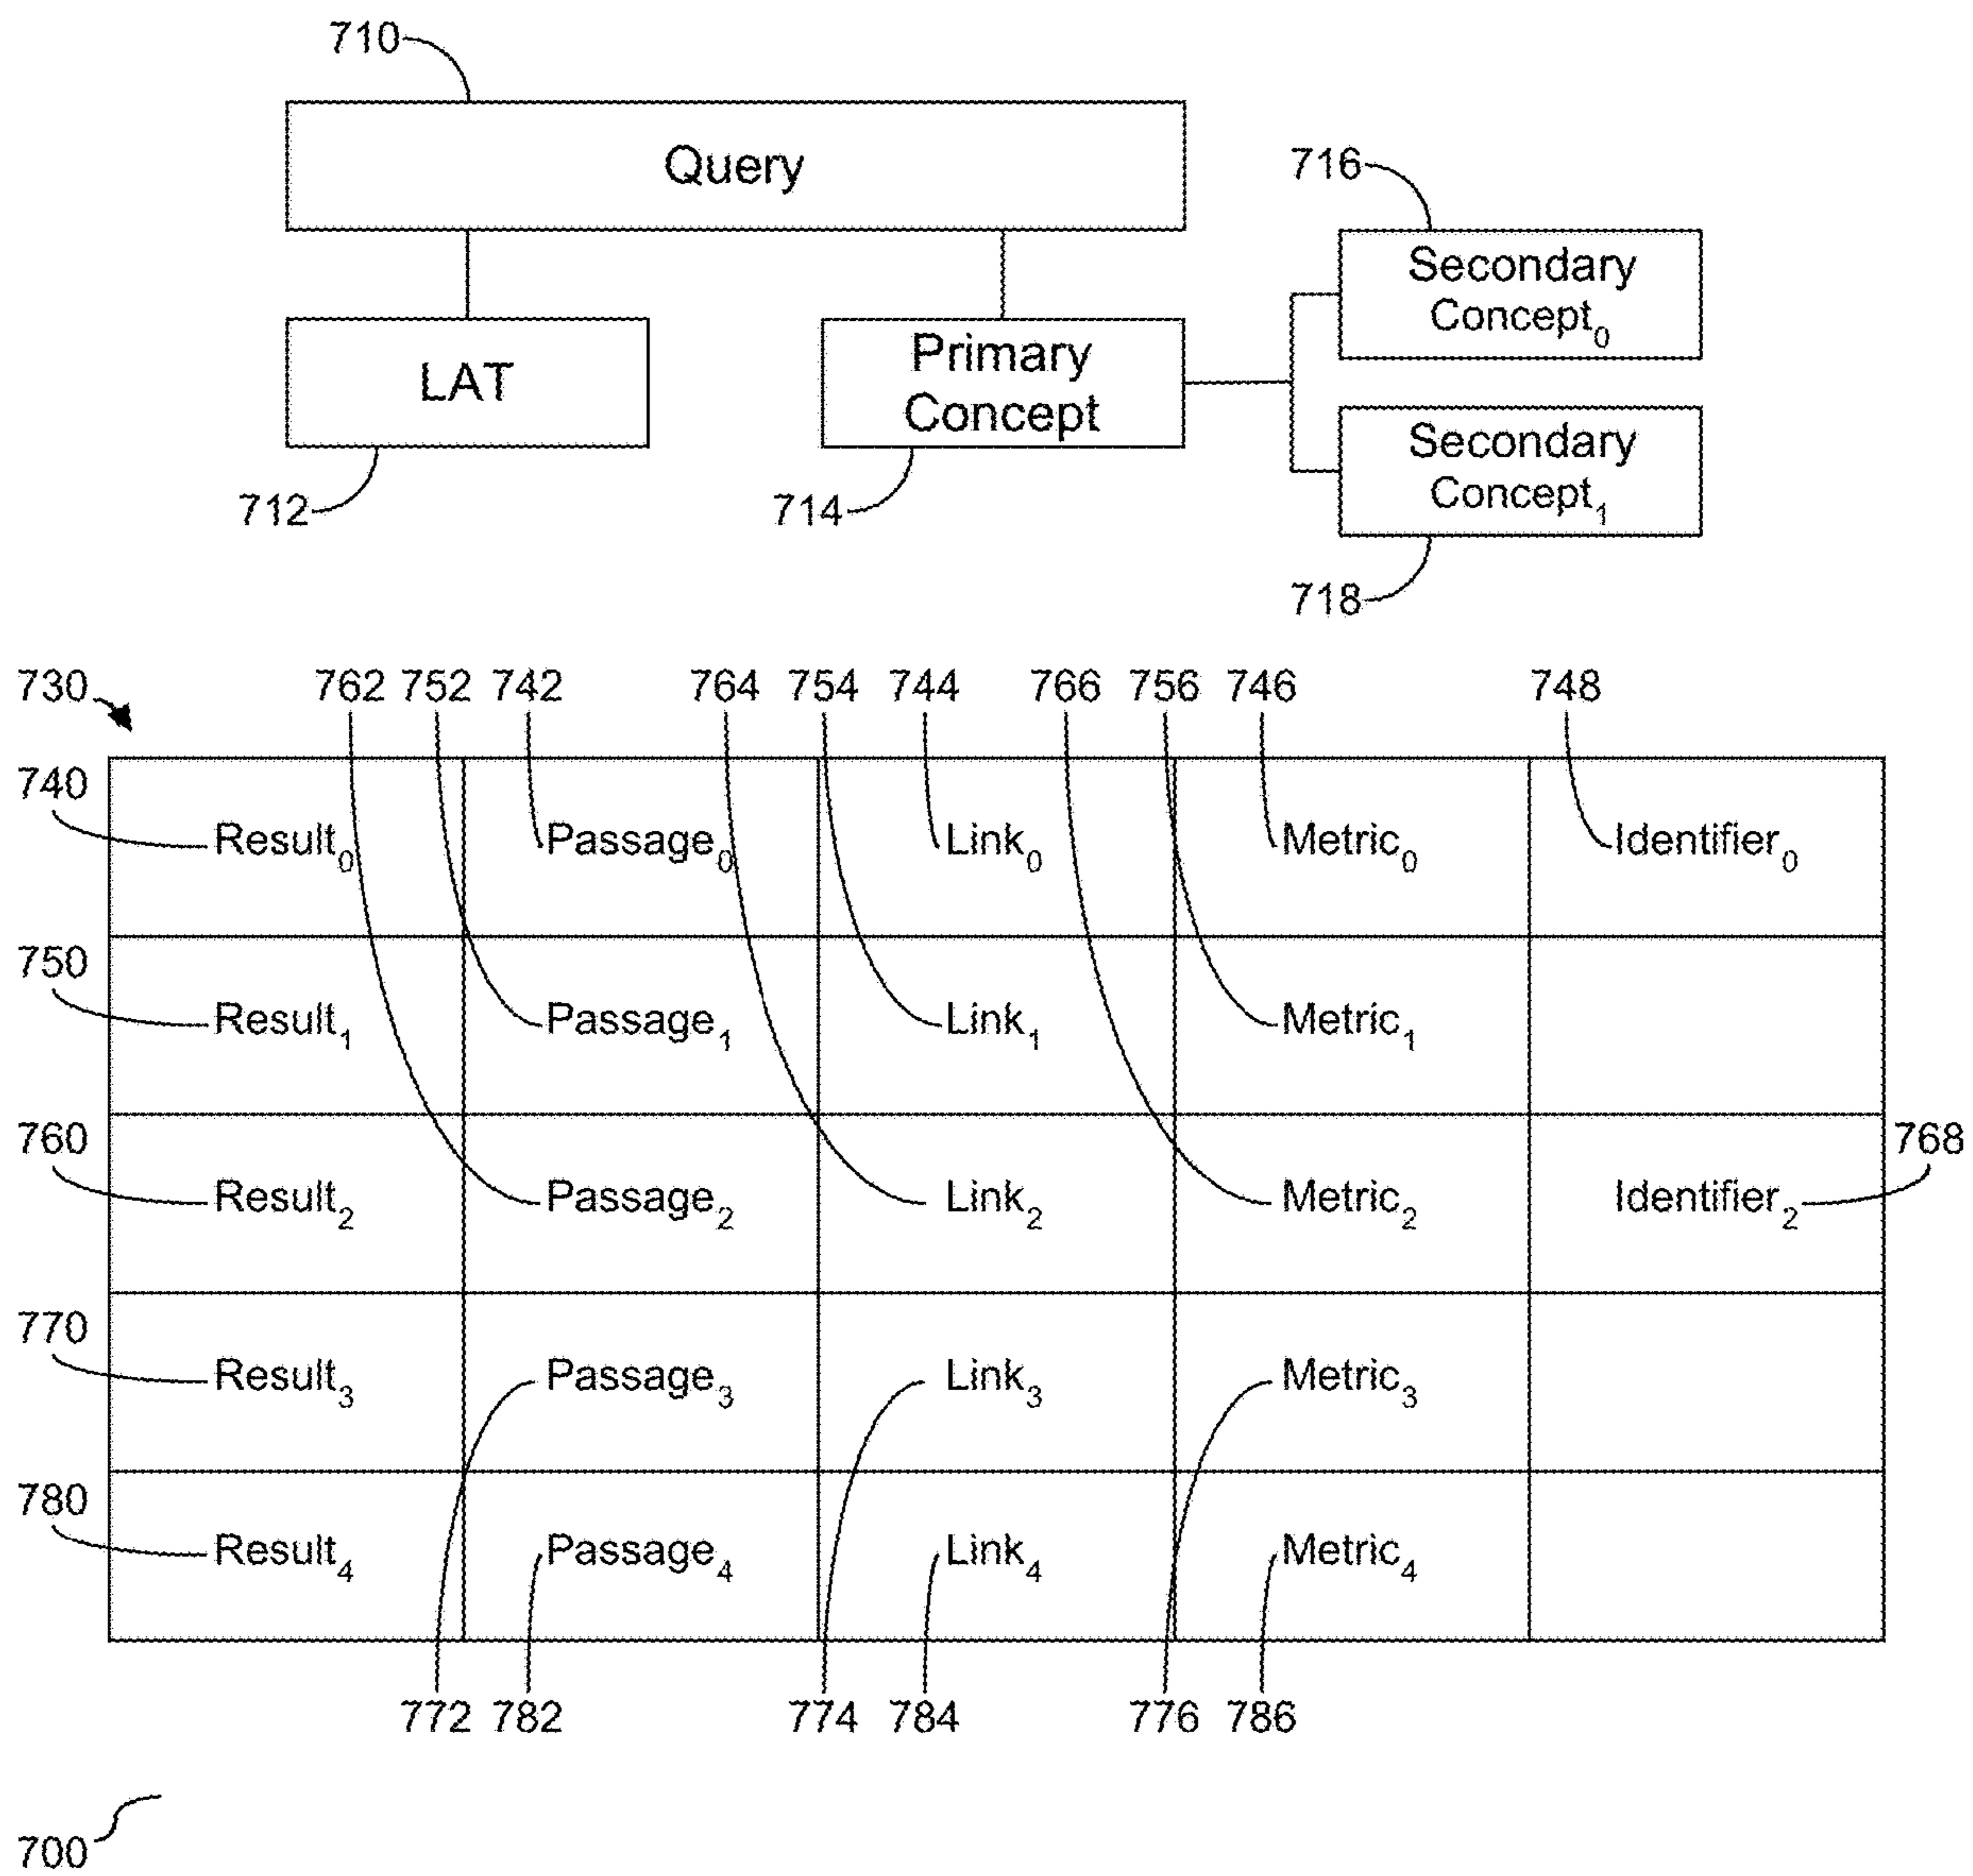 710
Query
716
Secondary
Concept₀
LAT
Primary
Concept
Secondary
Concept₁
712
714
718
730 762 752 742 764 754 744 766 756 746 748
740
Result₀ Passage₀ Link₀ Metric₀ Identifier₀
750
Result₁ Passage₁ Link₁ Metric₁
760 768
Result₂ Passage₂ Link₂ Metric₂ Identifier₂
770
Result₃ Passage₃ Link₃ Metric₃
780
Result₄ Passage₄ Link₄ Metric₄
772 782 774 784 776 786
700